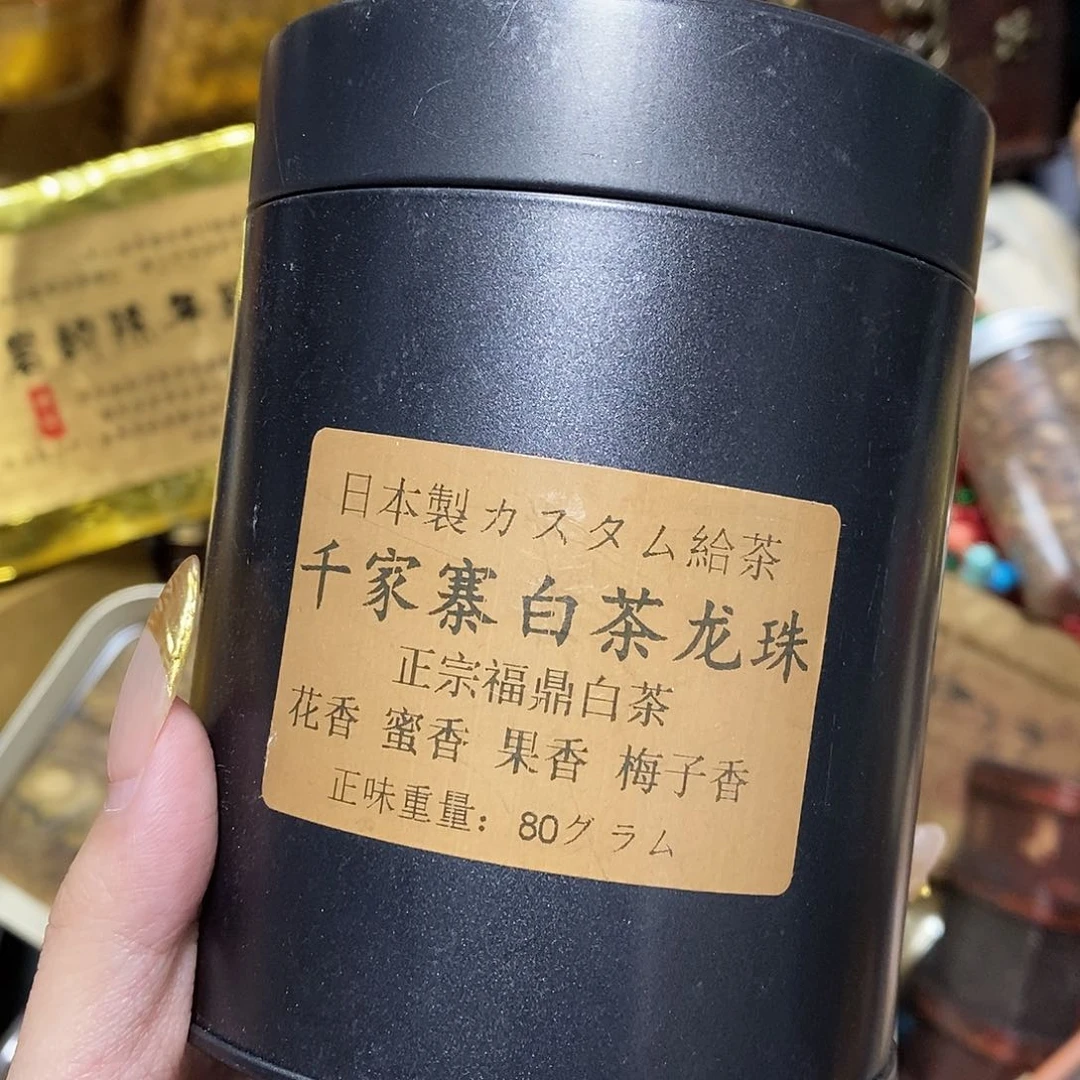 日本製カスタム給茶
千家寨 白茶龙珠
正宗福鼎白茶
花香 蜜香 果香 梅子香
正味重量: 80グラム